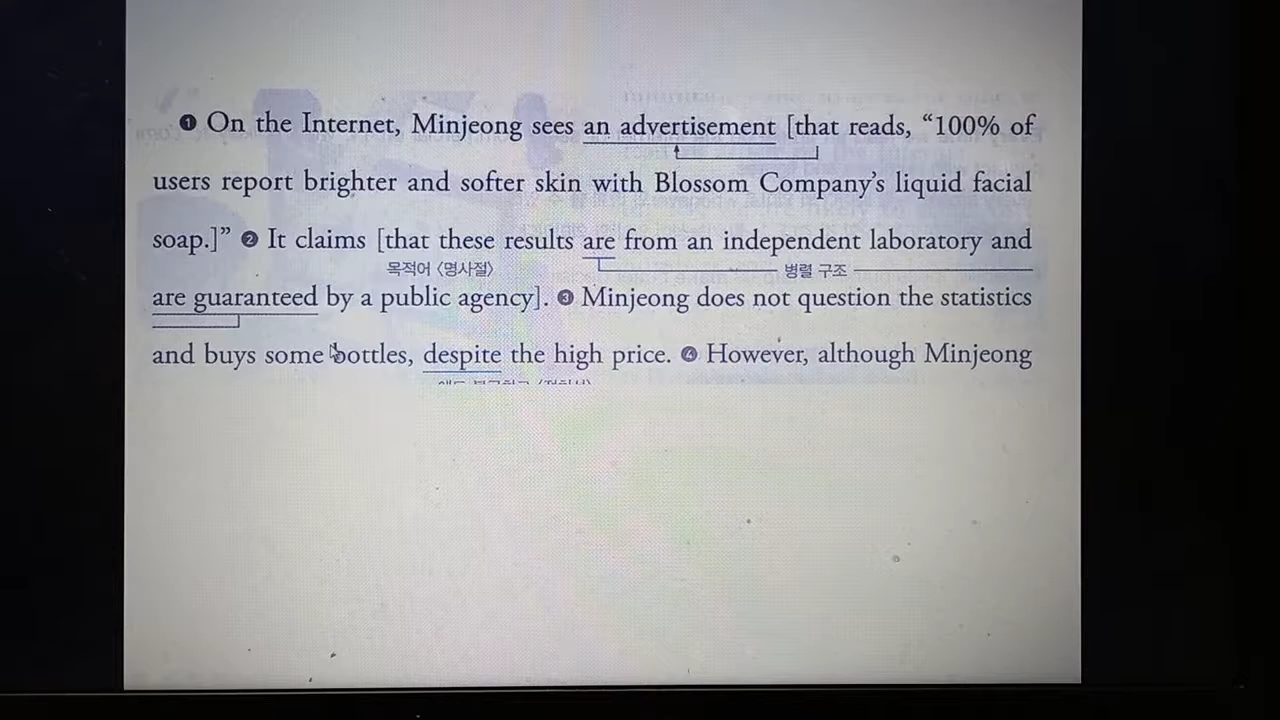 ❶ On the Internet, Minjeong sees an advertisement [that reads, “100% of
users report brighter and softer skin with Blossom Company’s liquid facial
soap.]” ❷ It claims [that these results are from an independent laboratory and
목적어 〈명사절〉 병렬 구조
are guaranteed by a public agency]. ❸ Minjeong does not question the statistics
and buys some bottles, despite the high price. ❹ However, although Minjeong